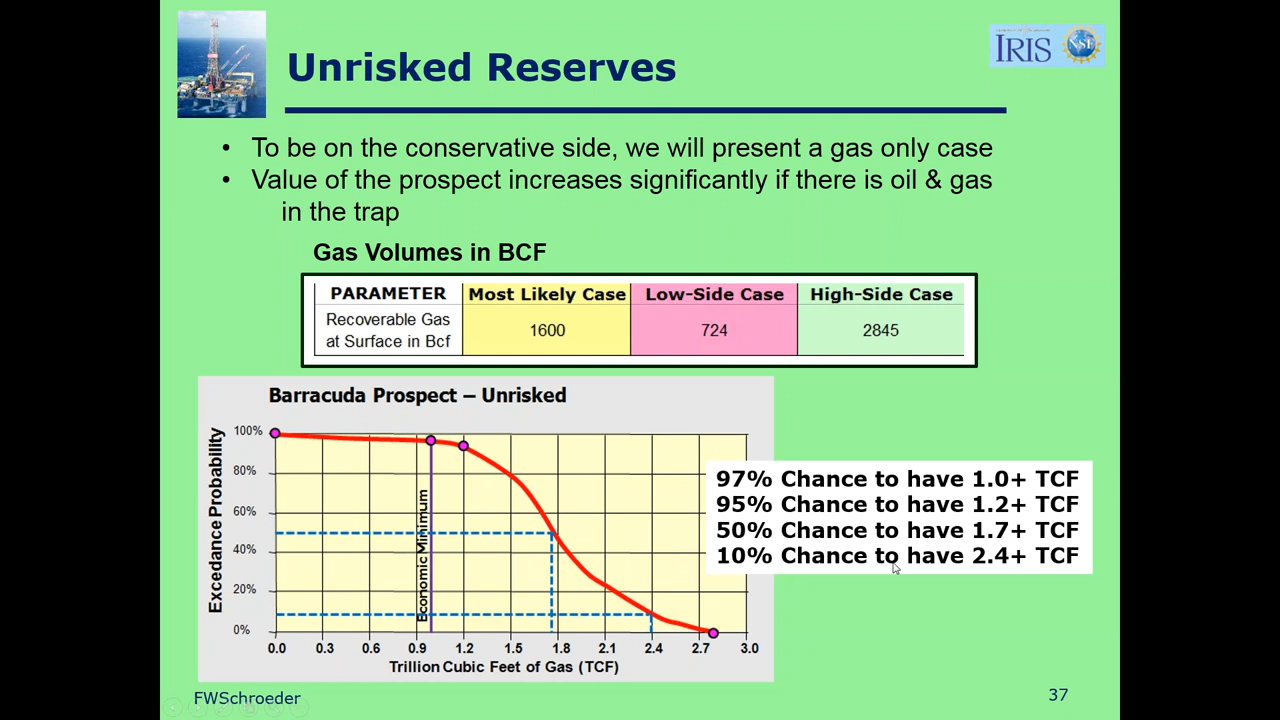 Unrisked Reserves
IRIS
NSF
• To be on the conservative side, we will present a gas only case
• Value of the prospect increases significantly if there is oil & gas
in the trap
Gas Volumes in BCF
PARAMETER Most Likely Case Low-Side Case High-Side Case
Recoverable Gas
at Surface in Bcf 1600 724 2845
Barracuda Prospect – Unrisked
Excedance Probability
100%
80%
60%
40%
20%
0%
Economic Minimum
0.0 0.3 0.6 0.9 1.2 1.5 1.8 2.1 2.4 2.7 3.0
Trillion Cubic Feet of Gas (TCF)
97% Chance to have 1.0+ TCF
95% Chance to have 1.2+ TCF
50% Chance to have 1.7+ TCF
10% Chance to have 2.4+ TCF
FWSchroeder
37